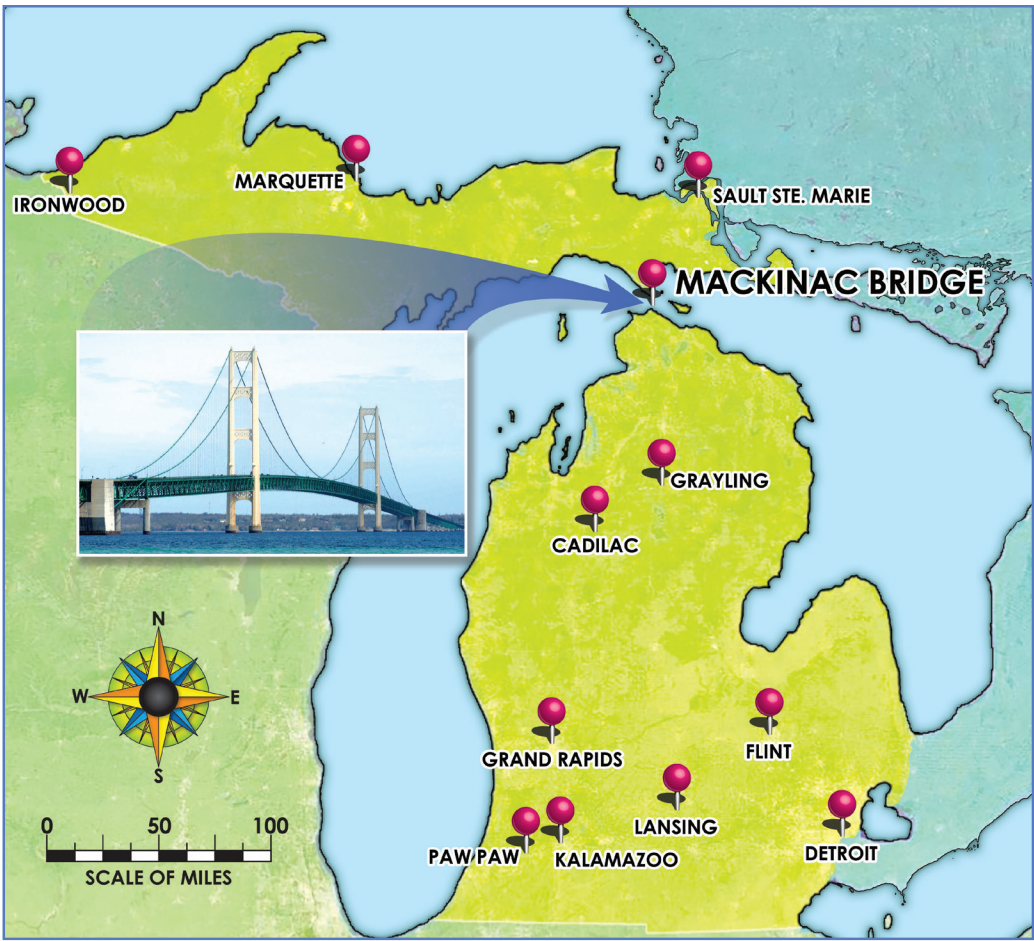 IRONWOOD
MARQUETTE
SAULT STE. MARIE
MACKINAC BRIDGE
GRAYLING
CADILAC
N
W
E
S
GRAND RAPIDS
FLINT
LANSING
PAW PAW
KALAMAZOO
DETROIT
0 50 100
SCALE OF MILES